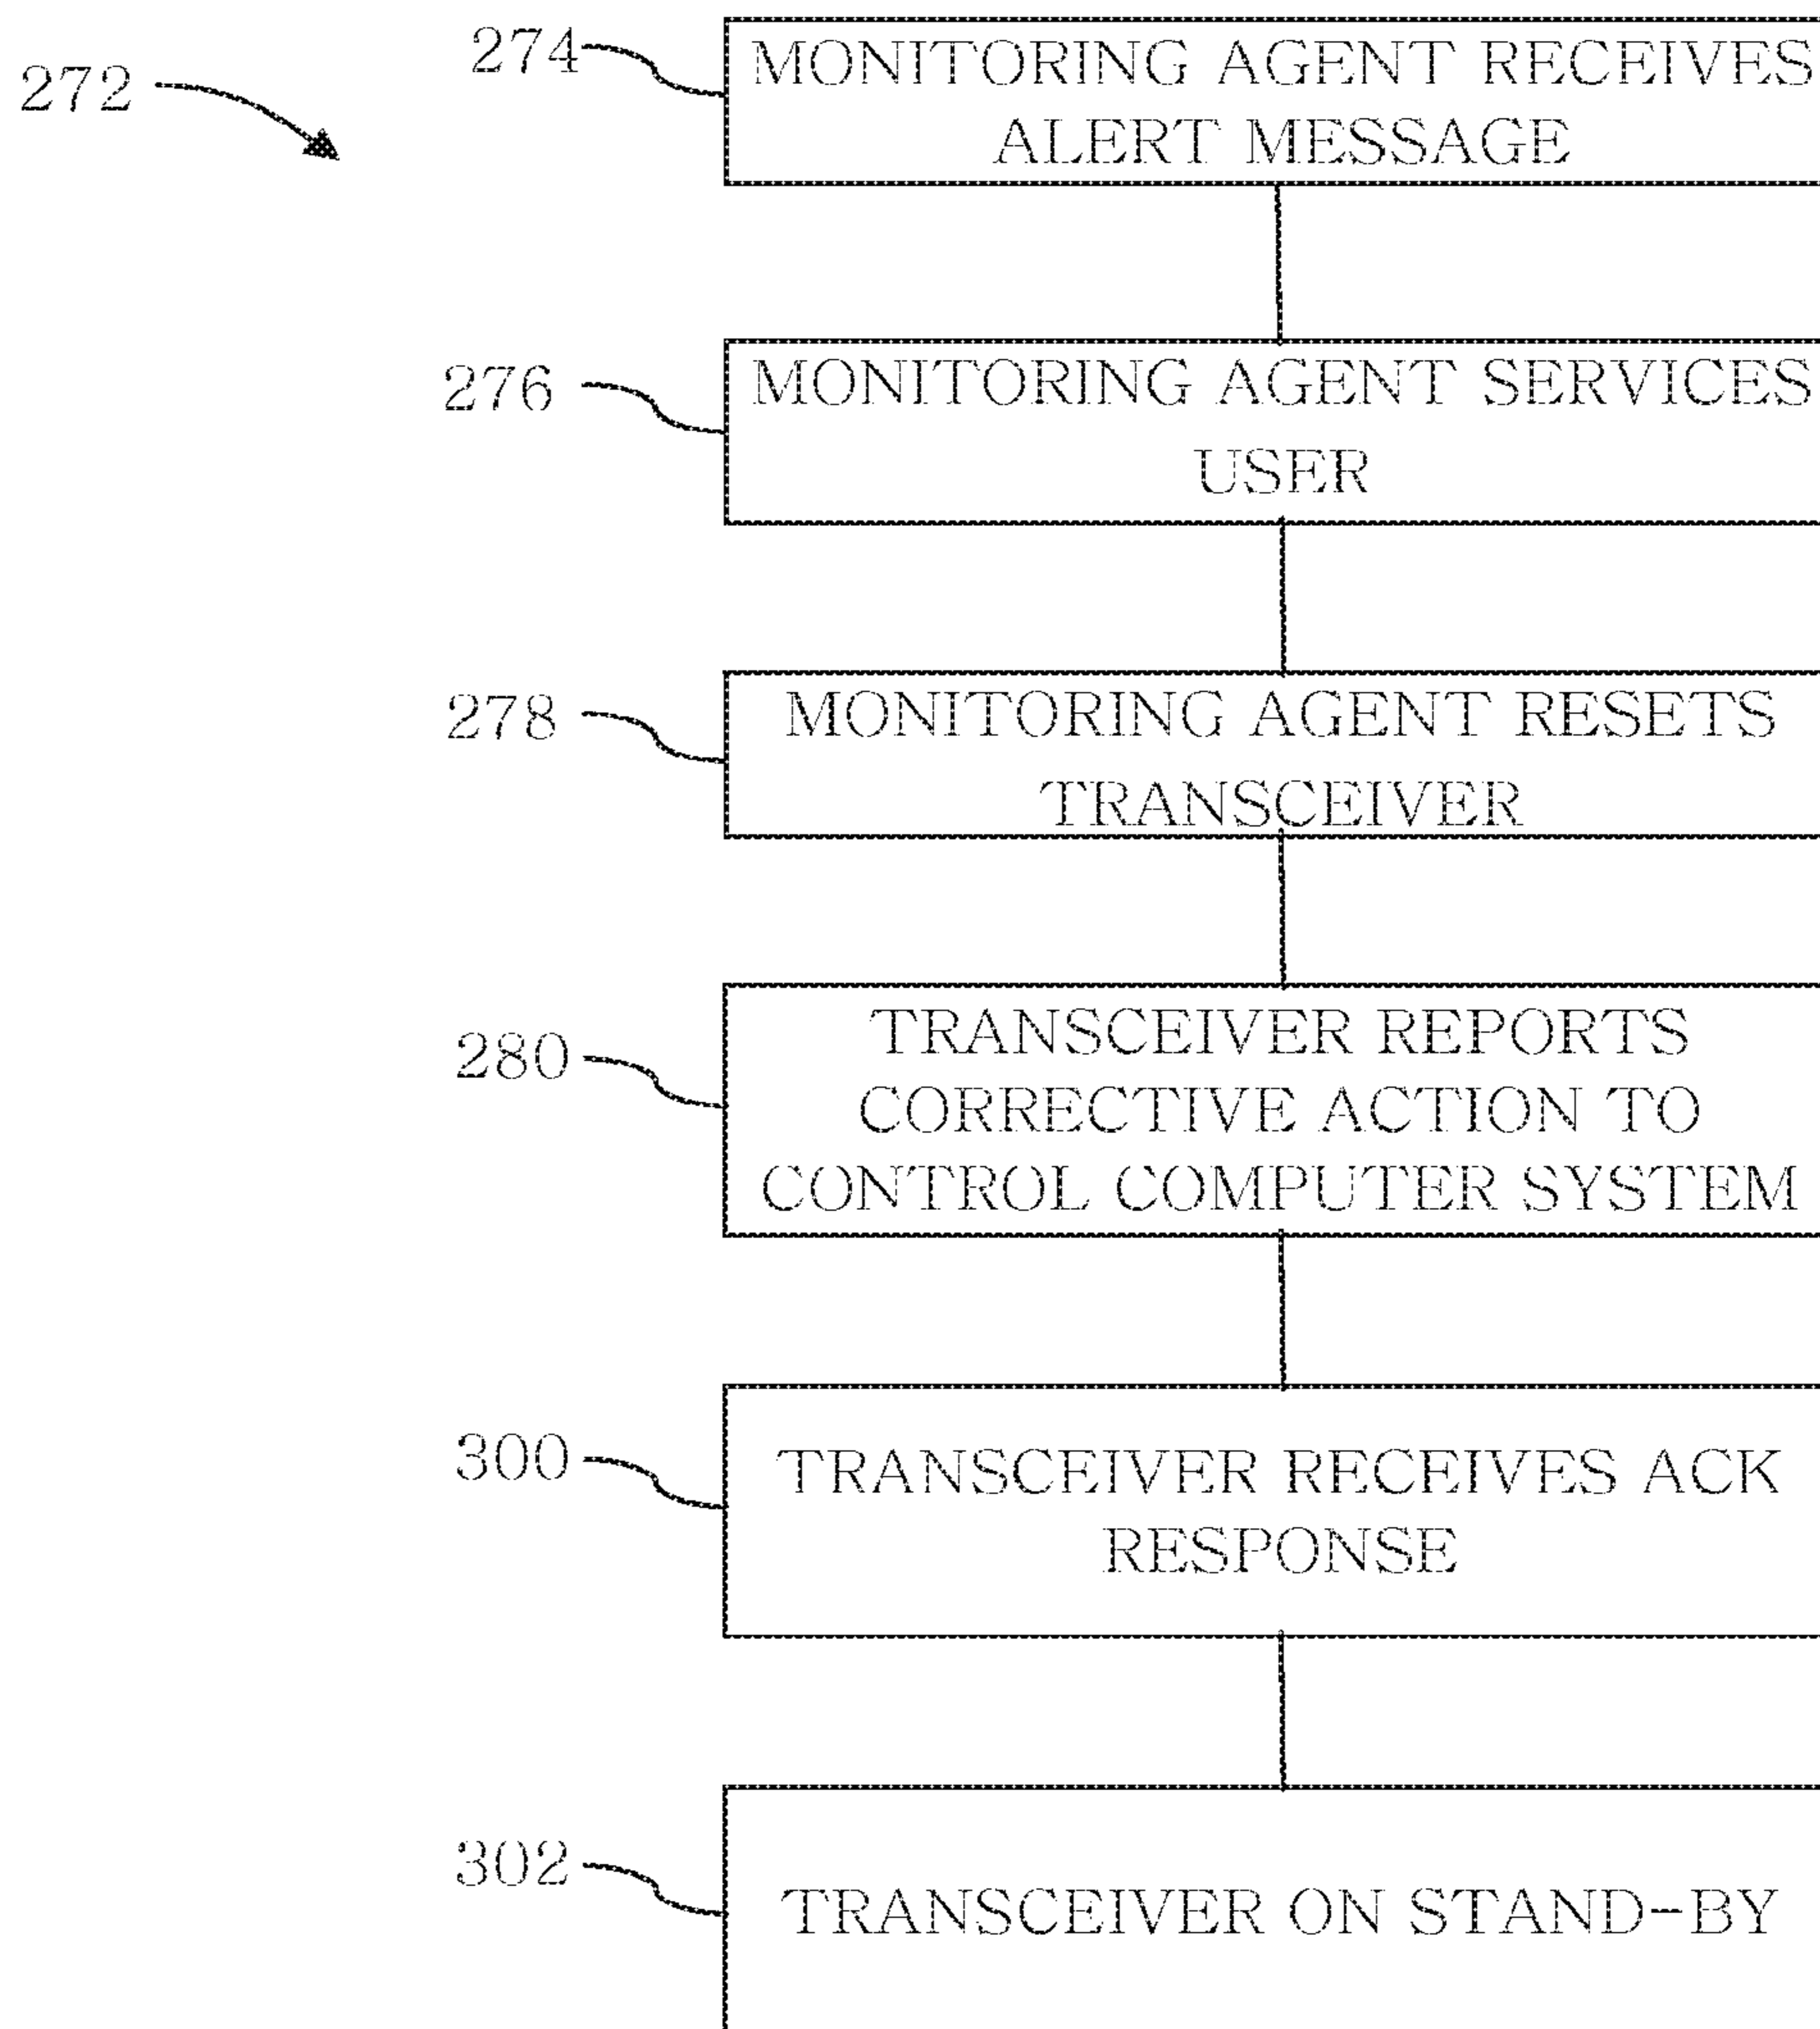 272
274
MONITORING AGENT RECEIVES
ALERT MESSAGE
276
MONITORING AGENT SERVICES
USER
278
MONITORING AGENT RESETS
TRANSCEIVER
280
TRANSCEIVER REPORTS
CORRECTIVE ACTION TO
CONTROL COMPUTER SYSTEM
300
TRANSCEIVER RECEIVES ACK
RESPONSE
302
TRANSCEIVER ON STAND-BY